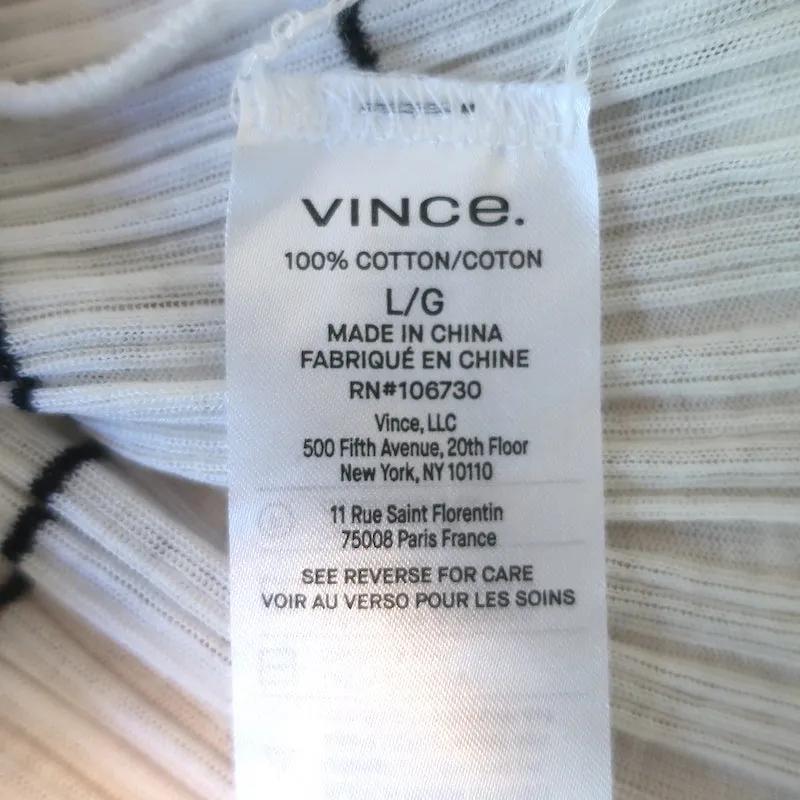 VINCE.
100% COTTON/COTON
L/G
MADE IN CHINA
FABRIQUÉ EN CHINE
RN#106730
Vince, LLC
500 Fifth Avenue, 20th Floor
New York, NY 10110
11 Rue Saint Florentin
75008 Paris France
SEE REVERSE FOR CARE
VOIR AU VERSO POUR LES SOINS